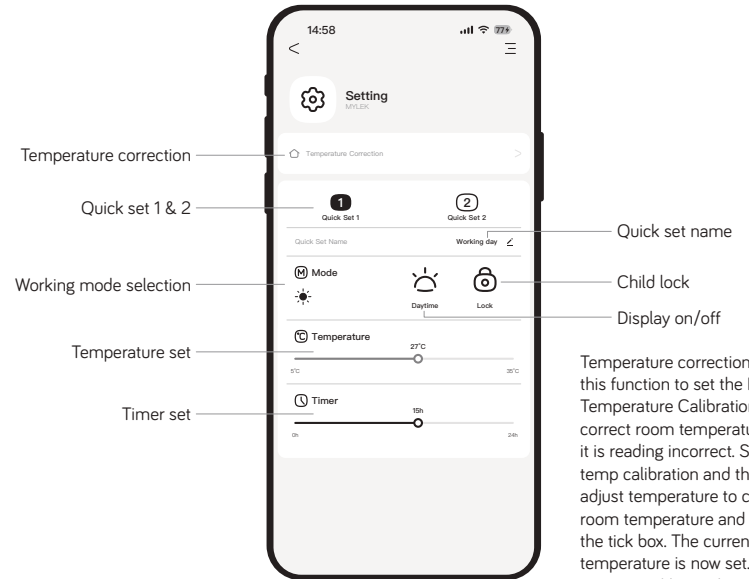 14:58
77
Setting
MYLEK
Temperature Correction
1
2
Quick Set 1
Quick Set 2
Quick Set Name
Working day
M Mode
Daytime
Lock
°C Temperature
27°C
5°C
35°C
Timer
15h
0h
24h
Temperature correction
Quick set 1 & 2
Working mode selection
Temperature set
Timer set
Quick set name
Child lock
Display on/off
Temperature correction
this function to set the
Temperature Calibration
correct room
it is reading incorrect.
temp calibration and
adjust temperature to
room temperature and
the tick box. The
temperature is now set.